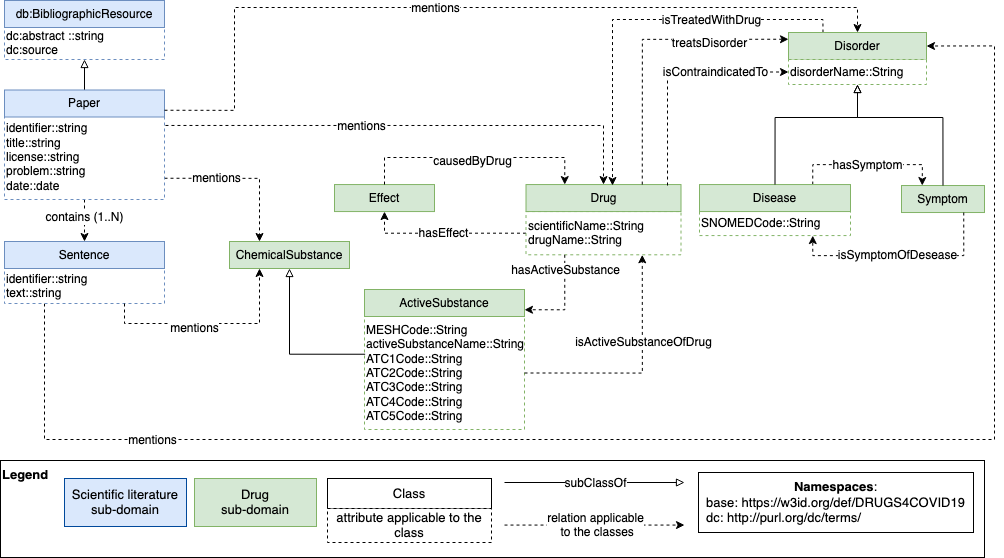 db:BibliographicResource
dc:abstract ::string
dc:source
mentions
isTreatedWithDrug
treatsDisorder
isContraindicatedTo
Disorder
disorderName::String
Paper
identifier::string
title::string
license::string
problem::string
date::date
mentions
mentions
causedByDrug
hasSymptom
Effect
Drug
scientificName::String
drugName::String
Disease
SNOMEDCode::String
Symptom
contains (1..N)
hasEffect
isSymptomOfDesease
Sentence
identifier::string
text::string
ChemicalSubstance
hasActiveSubstance
ActiveSubstance
MESHCode::String
activeSubstanceName::String
ATC1Code::String
ATC2Code::String
ATC3Code::String
ATC4Code::String
ATC5Code::String
mentions
isActiveSubstanceOfDrug
mentions
Legend
Scientific literature
sub-domain
Drug
sub-domain
Class
attribute applicable to the
class
subClassOf
relation applicable
to the classes
Namespaces:
base: https://w3id.org/def/DRUGS4COVID19
dc: http://purl.org/dc/terms/